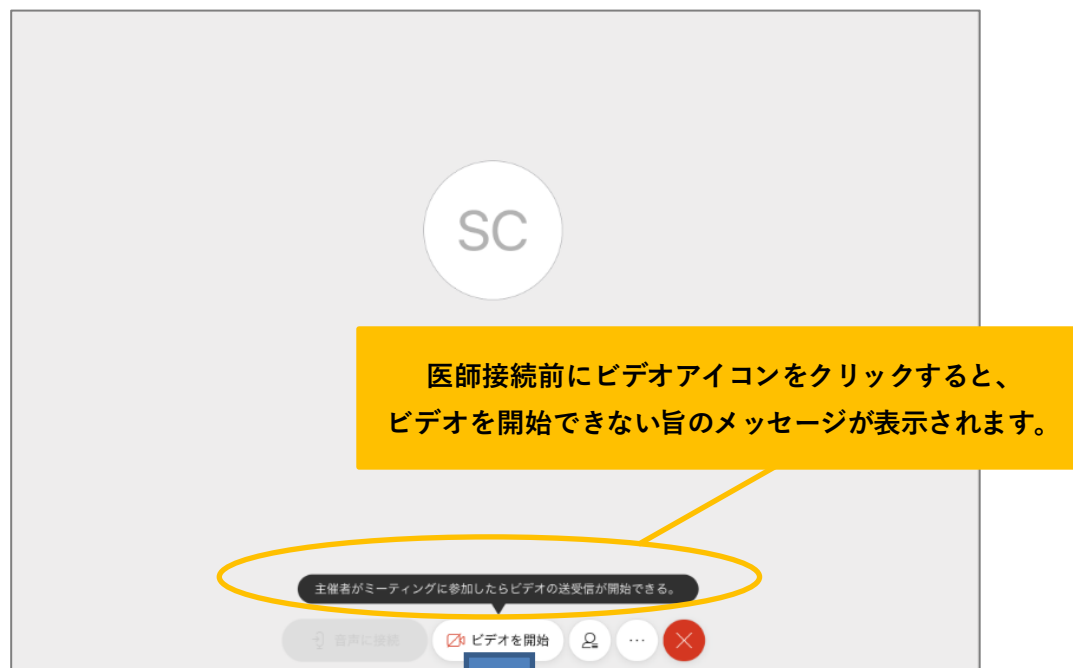 SC
医師接続前にビデオアイコンをクリックすると、
ビデオを開始できない旨のメッセージが表示されます。
主催者がミーティングに参加したらビデオの送受信が開始できる。
音声に接続
ビデオを開始